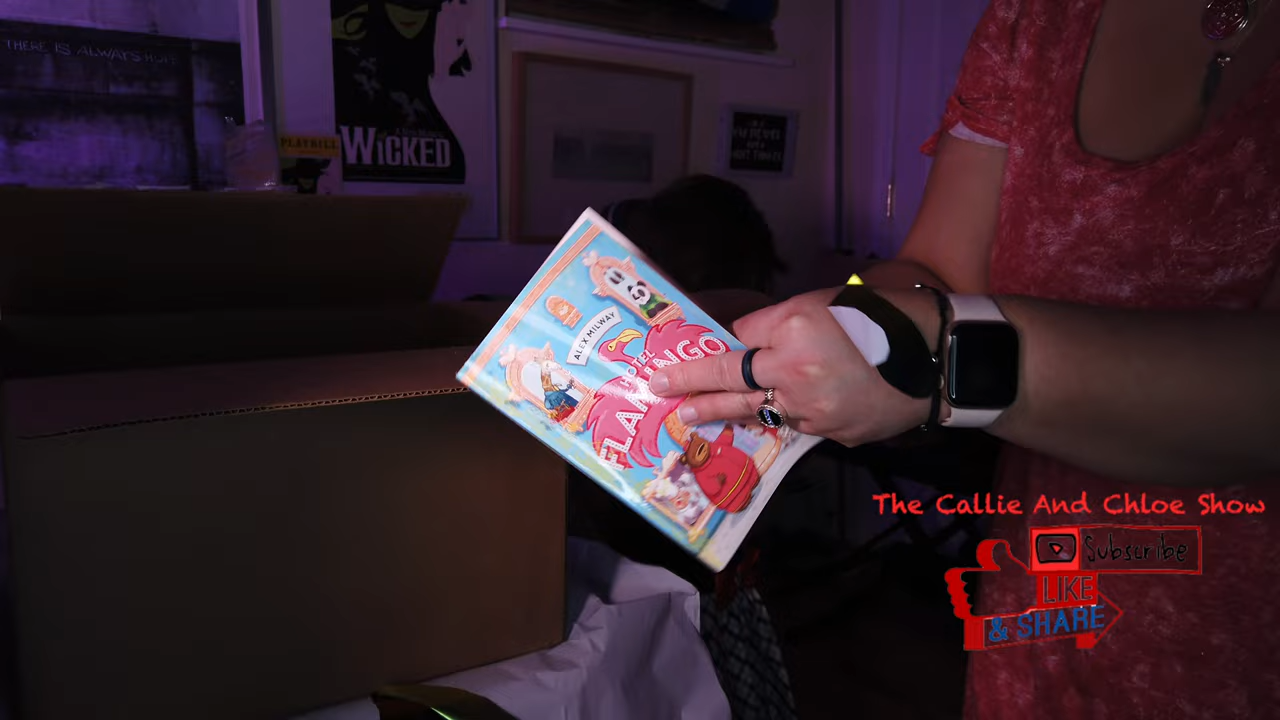 THERE IS ALWAYS HOPE
PLAYBILL
WICKED
ALEX MILWAY
HOTEL
FLAMINGO
The Callie And Chloe Show
Subscribe
LIKE
& SHARE